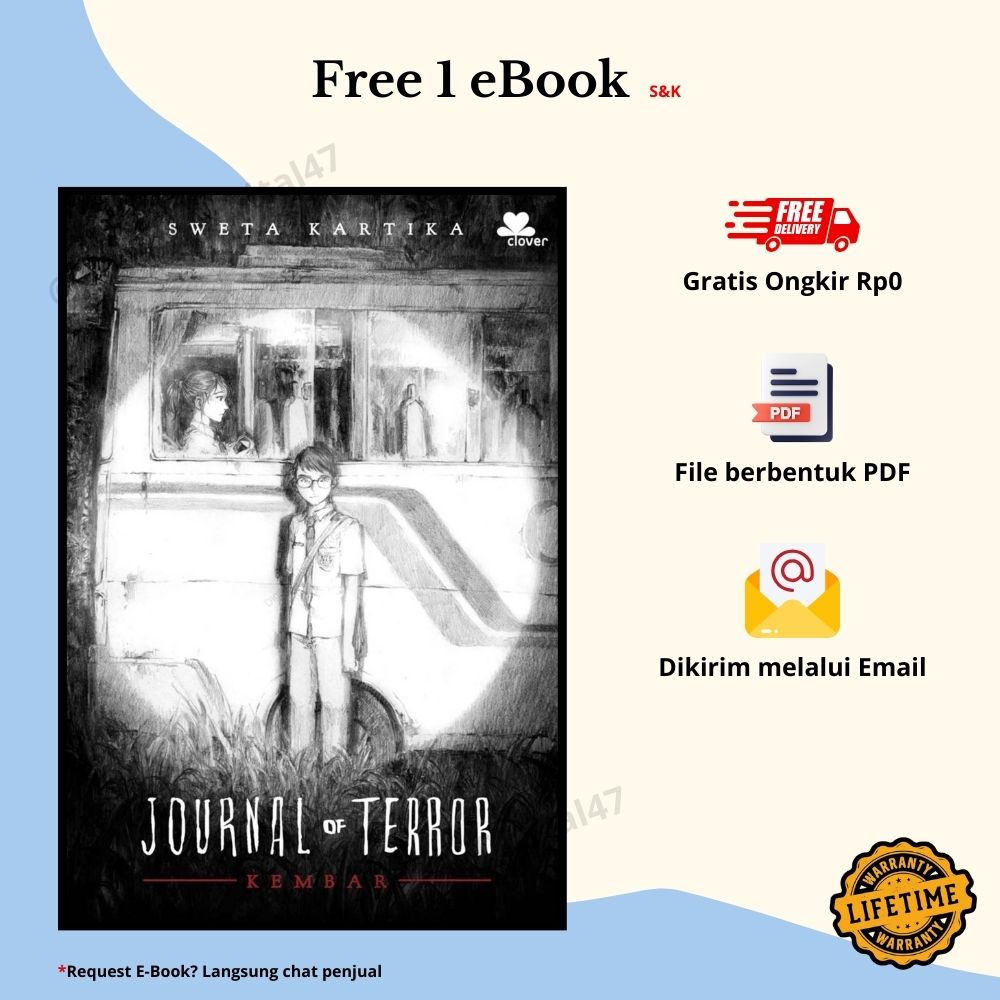 Free 1 eBook S&K
SWETA KARTIKA
clover
FREE
DELIVERY
Gratis Ongkir Rp0
PDF
File berbentuk PDF
@
Dikirim melalui Email
JOURNAL OF TERROR
KEMBAR
WARRANTY
LIFETIME
WARRANTY
*Request E-Book? Langsung chat penjual